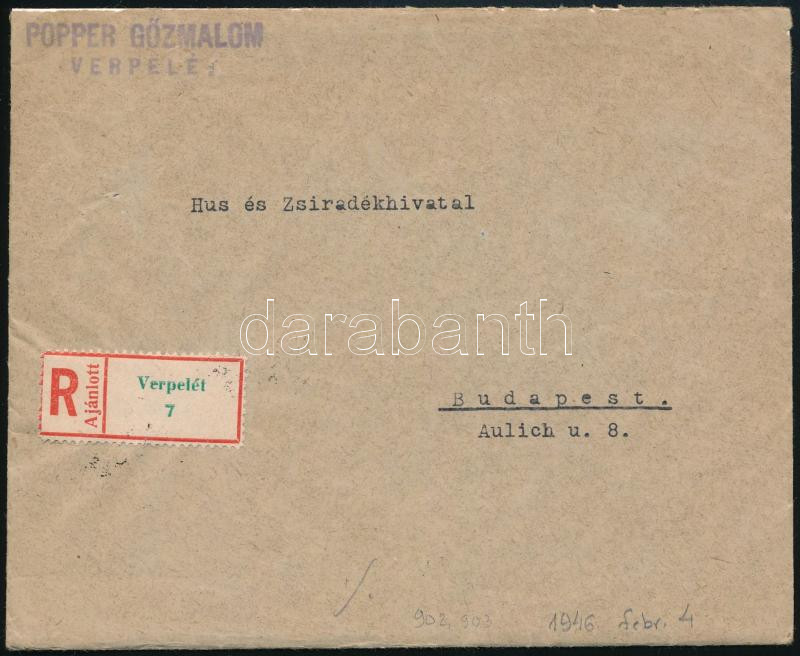 POPPER GŐZMALOM
VERPELÉT
Hus és Zsiradékhivatal
darabanth
R
Ajánlott
Verpelét
7
Budapest.
Aulich u. 8.
902, 903
1946 febr. 4